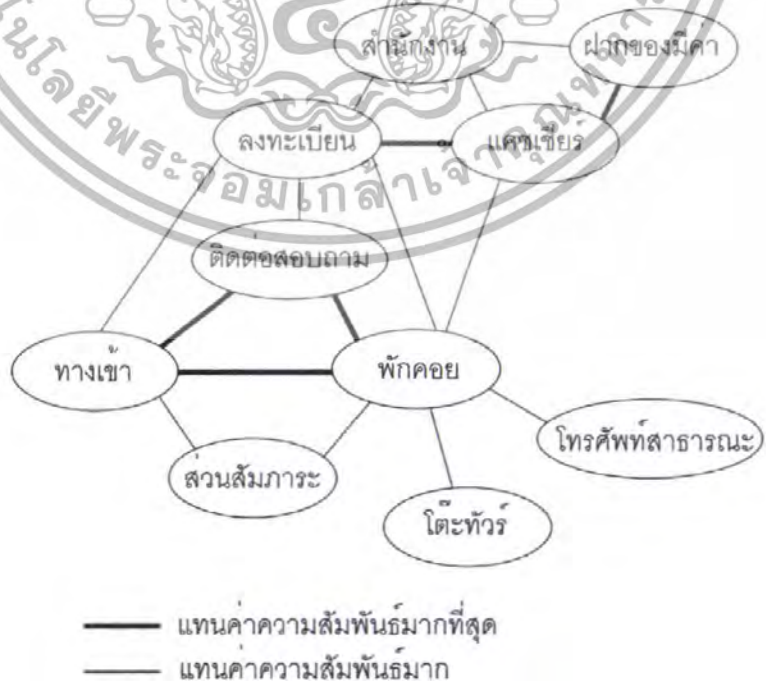 สำนักงาน
ฝากของมีค่า
ลงทะเบียน
แคชเชียร์
ติดต่อสอบถาม
ทางเข้า
พักคอย
โทรศัพท์สาธารณะ
ส่วนสัมภาระ
โต๊ะทัวร์
แทนค่าความสัมพันธ์มากที่สุด
แทนค่าความสัมพันธ์มาก